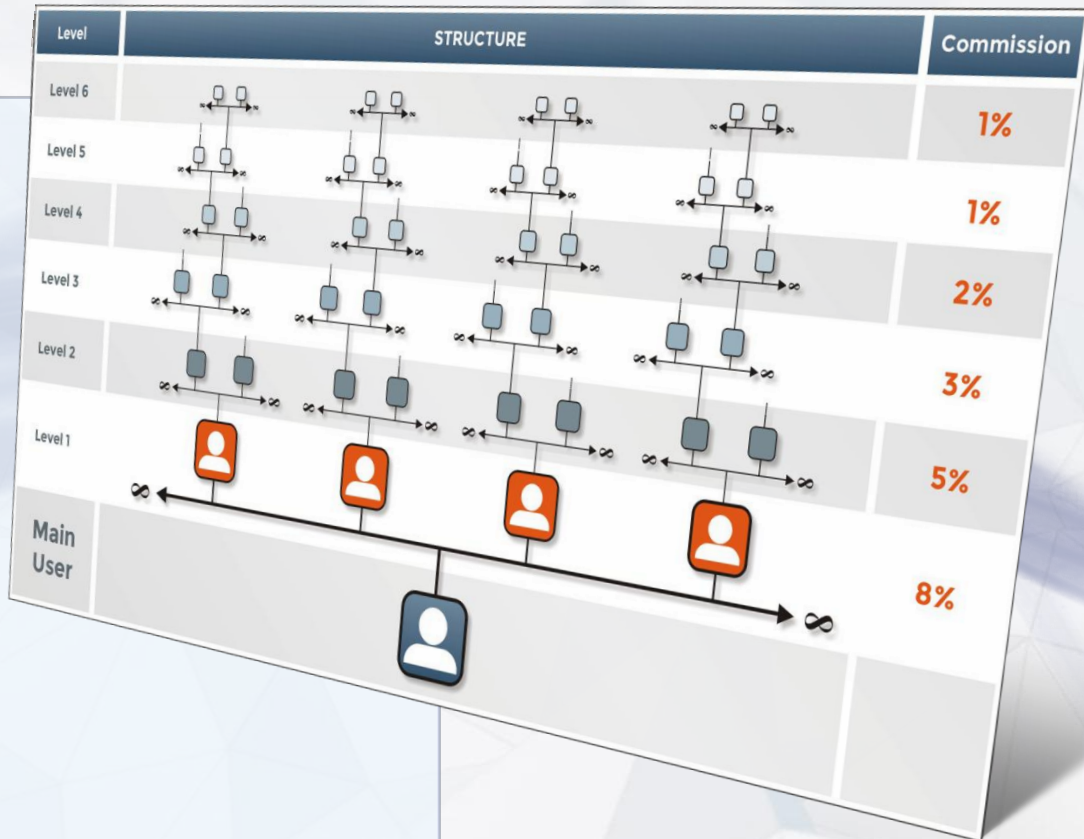 Level STRUCTURE Commission
Level 6 1%
Level 5 1%
Level 4 2%
Level 3 3%
Level 2 5%
Level 1 8%
∞ ∞
Main
User